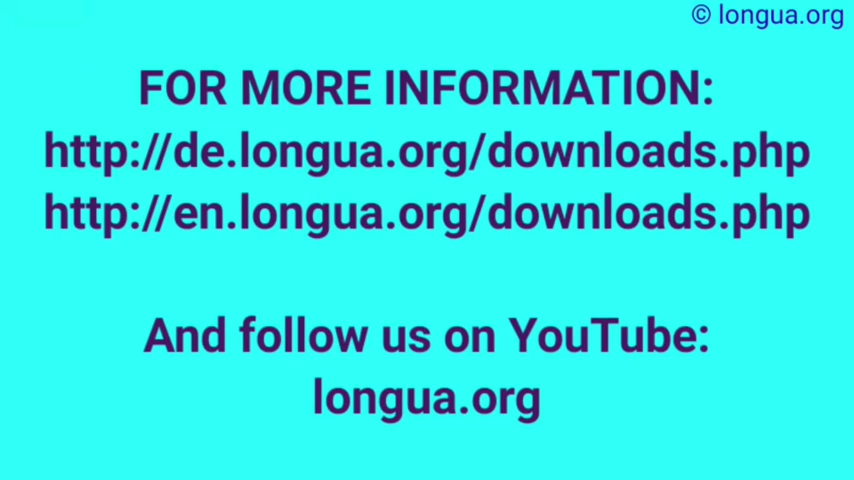 © longua.org
FOR MORE INFORMATION:
http://de.longua.org/downloads.php
http://en.longua.org/downloads.php
And follow us on YouTube:
longua.org